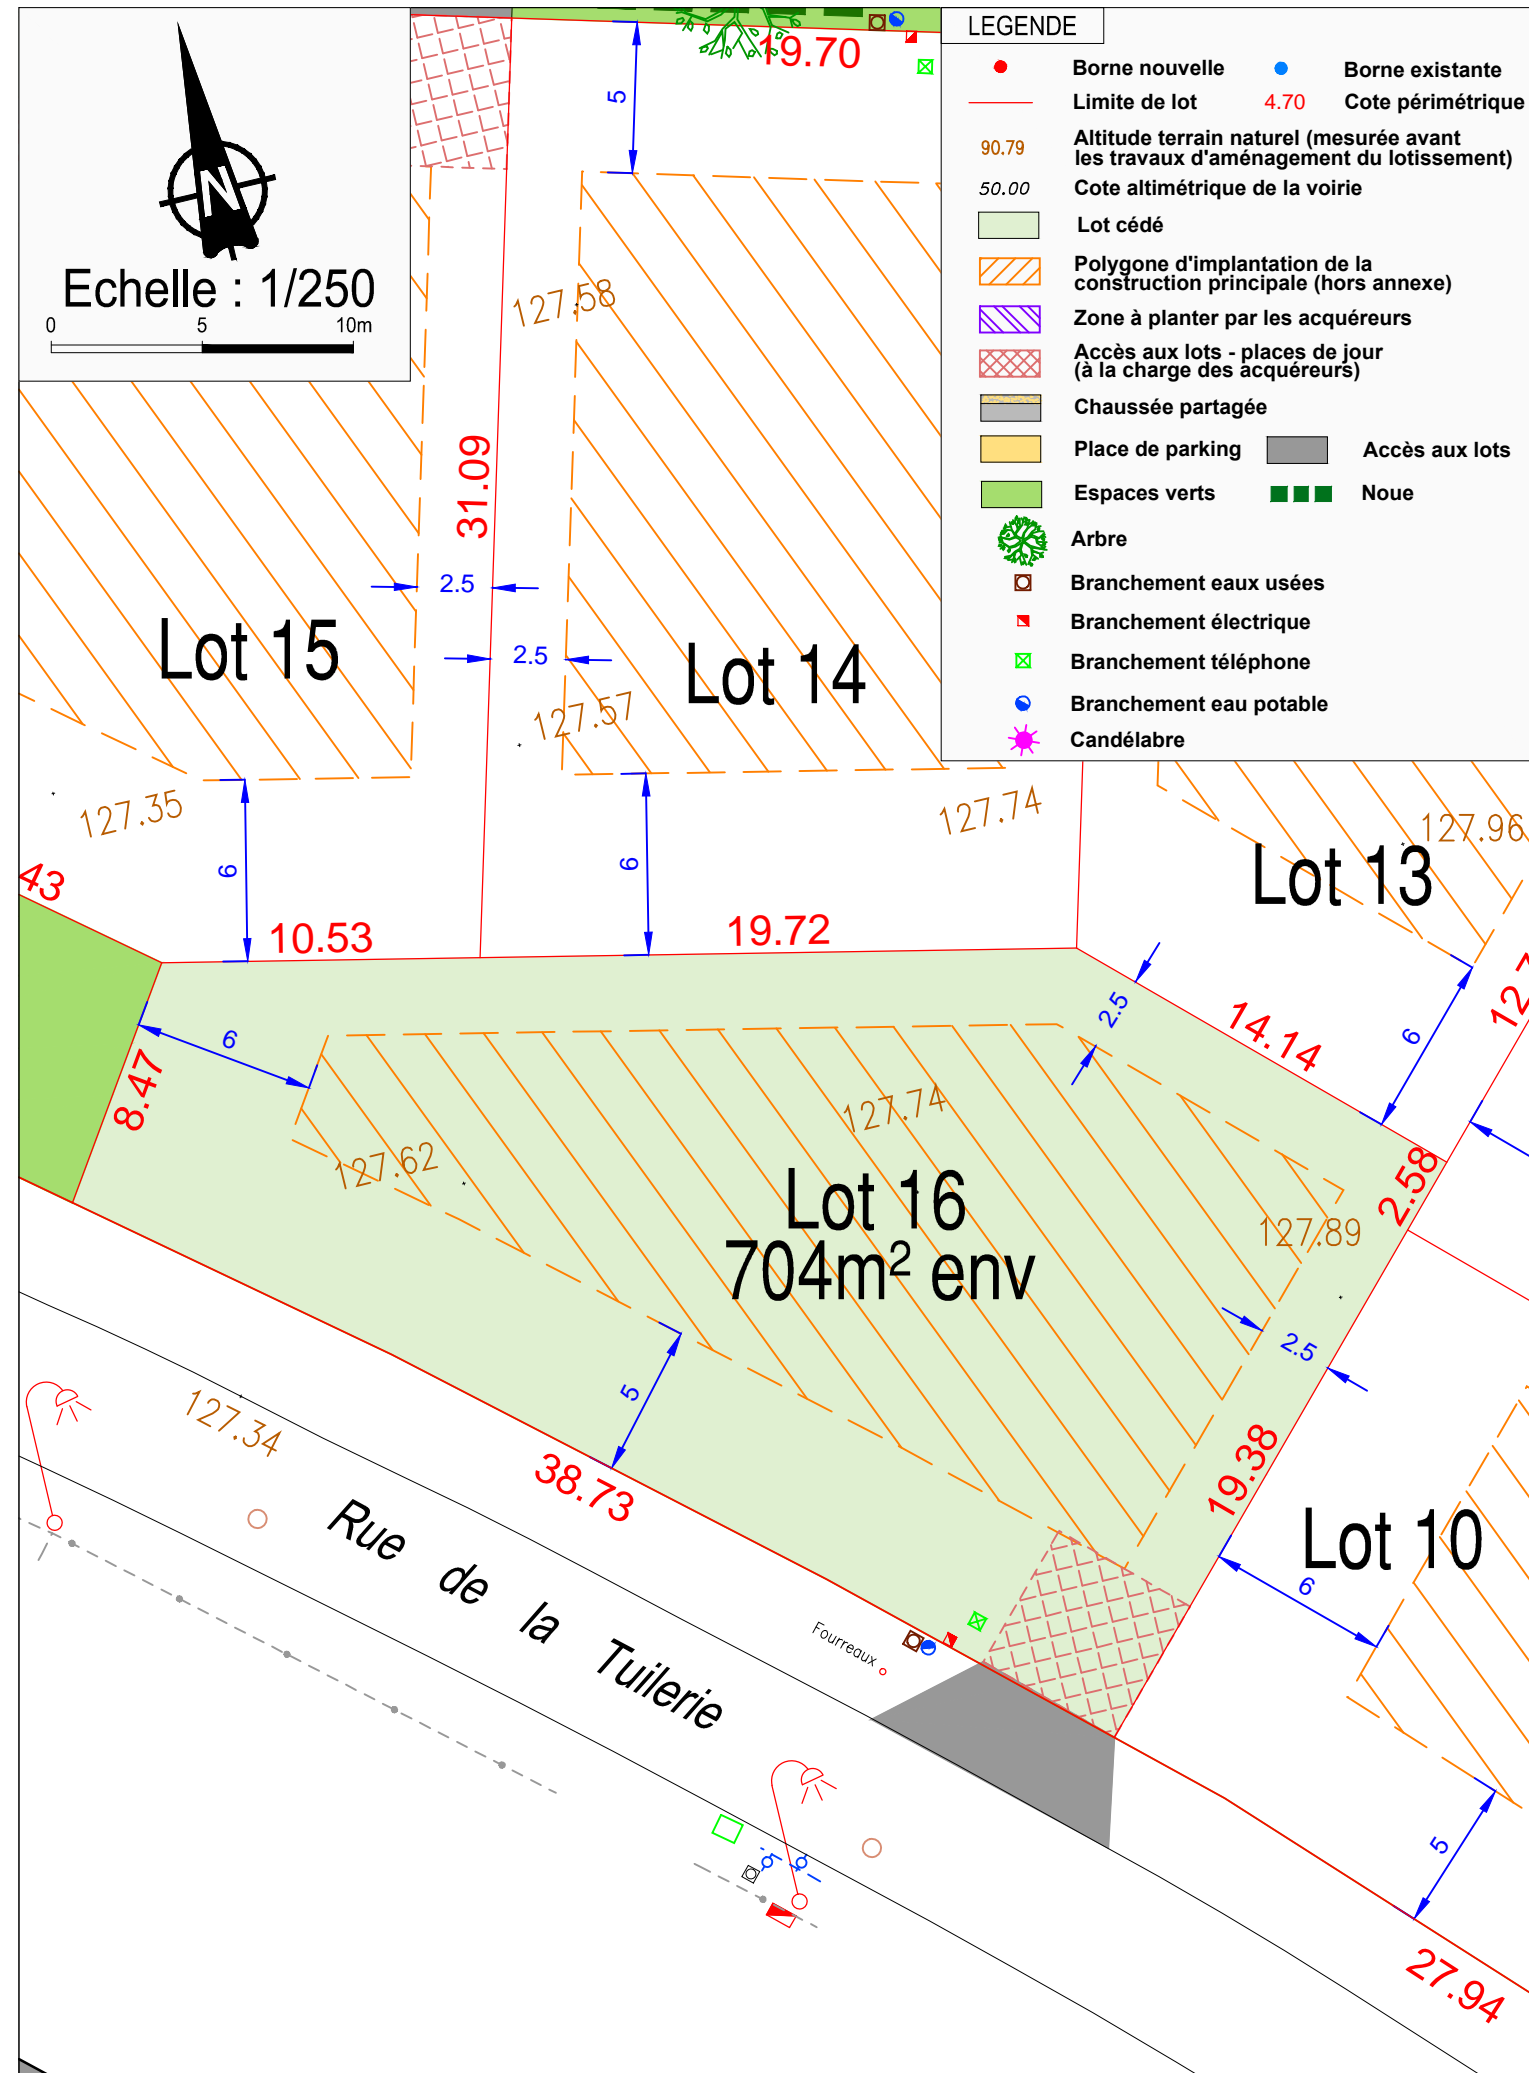 N
Echelle : 1/250
0 5 10m
19.70
5
LEGENDE
Borne nouvelle
Borne existante
Limite de lot
4.70 Cote périmétrique
90.79 Altitude terrain naturel (mesurée avant
les travaux d'aménagement du lotissement)
50.00 Cote altimétrique de la voirie
Lot cédé
Polygone d'implantation de la
construction principale (hors annexe)
Zone à planter par les acquéreurs
Accès aux lots - places de jour
(à la charge des acquéreurs)
Chaussée partagée
Place de parking
Accès aux lots
Espaces verts
Noue
Arbre
Branchement eaux usées
Branchement électrique
Branchement téléphone
Branchement eau potable
Candélabre
127.58
31.09
2.5
2.5
Lot 15
Lot 14
127.57
127.35
127.74
127.96
Lot 13
6
6
43
10.53
19.72
2.5
14.14
6
6
8.47
127.74
127.62
Lot 16
704m² env
2.58
127.89
2.5
5
127.34
38.73
19.38
Lot 10
6
Rue de la Tuilerie
Fourreaux
5
27.94